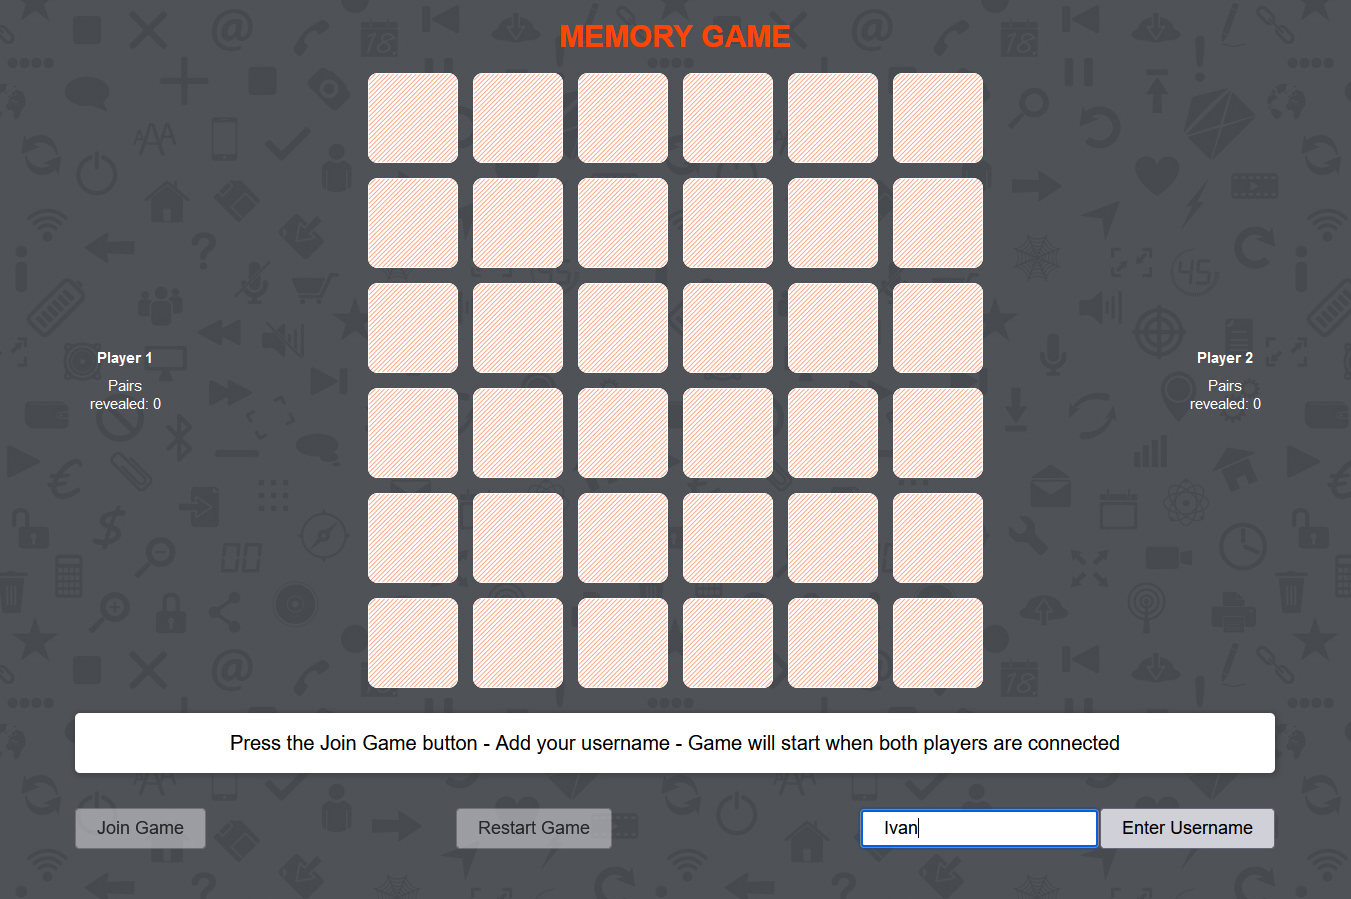 MEMORY GAME
Player 1
Pairs
revealed: 0
Player 2
Pairs
revealed: 0
Press the Join Game button - Add your username - Game will start when both players are connected
Join Game
Restart Game
Ivan
Enter Username